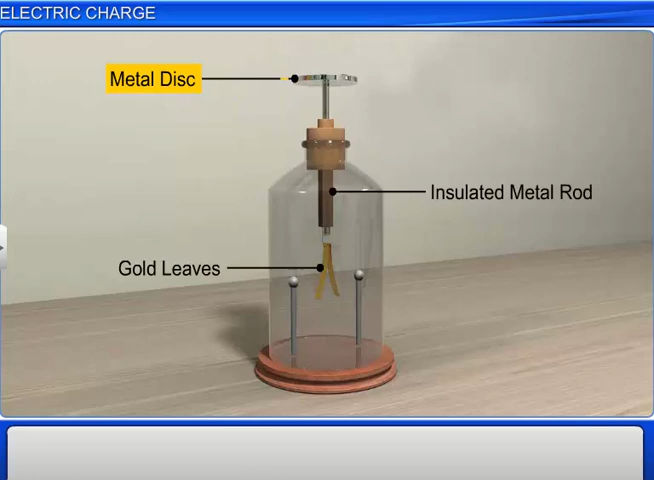 ELECTRIC CHARGE
Metal Disc
Insulated Metal Rod
Gold Leaves